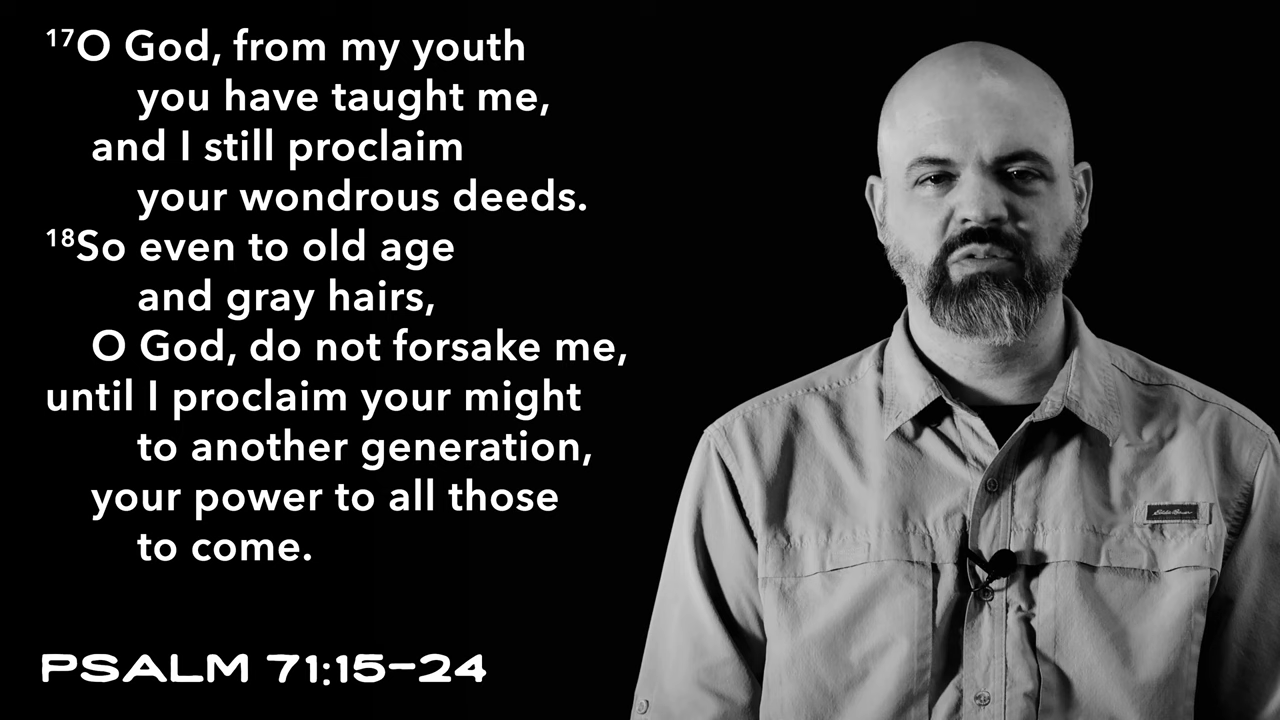 ¹⁷O God, from my youth
you have taught me,
and I still proclaim
your wondrous deeds.
¹⁸So even to old age
and gray hairs,
O God, do not forsake me,
until I proclaim your might
to another generation,
your power to all those
to come.
PSALM 71:15–24
Eddie Bauer